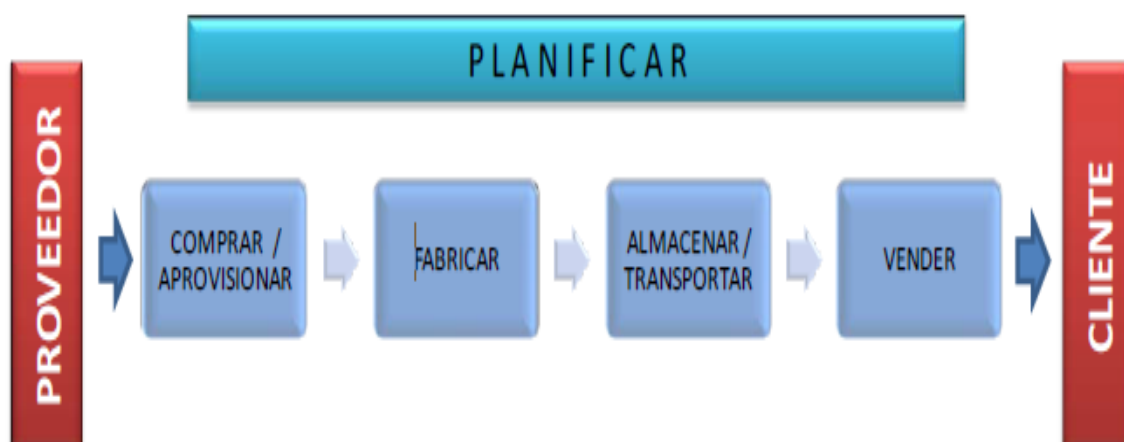 PLANIFICAR
PROVEEDOR
COMPRAR /
APROVISIONAR
FABRICAR
ALMACENAR /
TRANSPORTAR
VENDER
CLIENTE